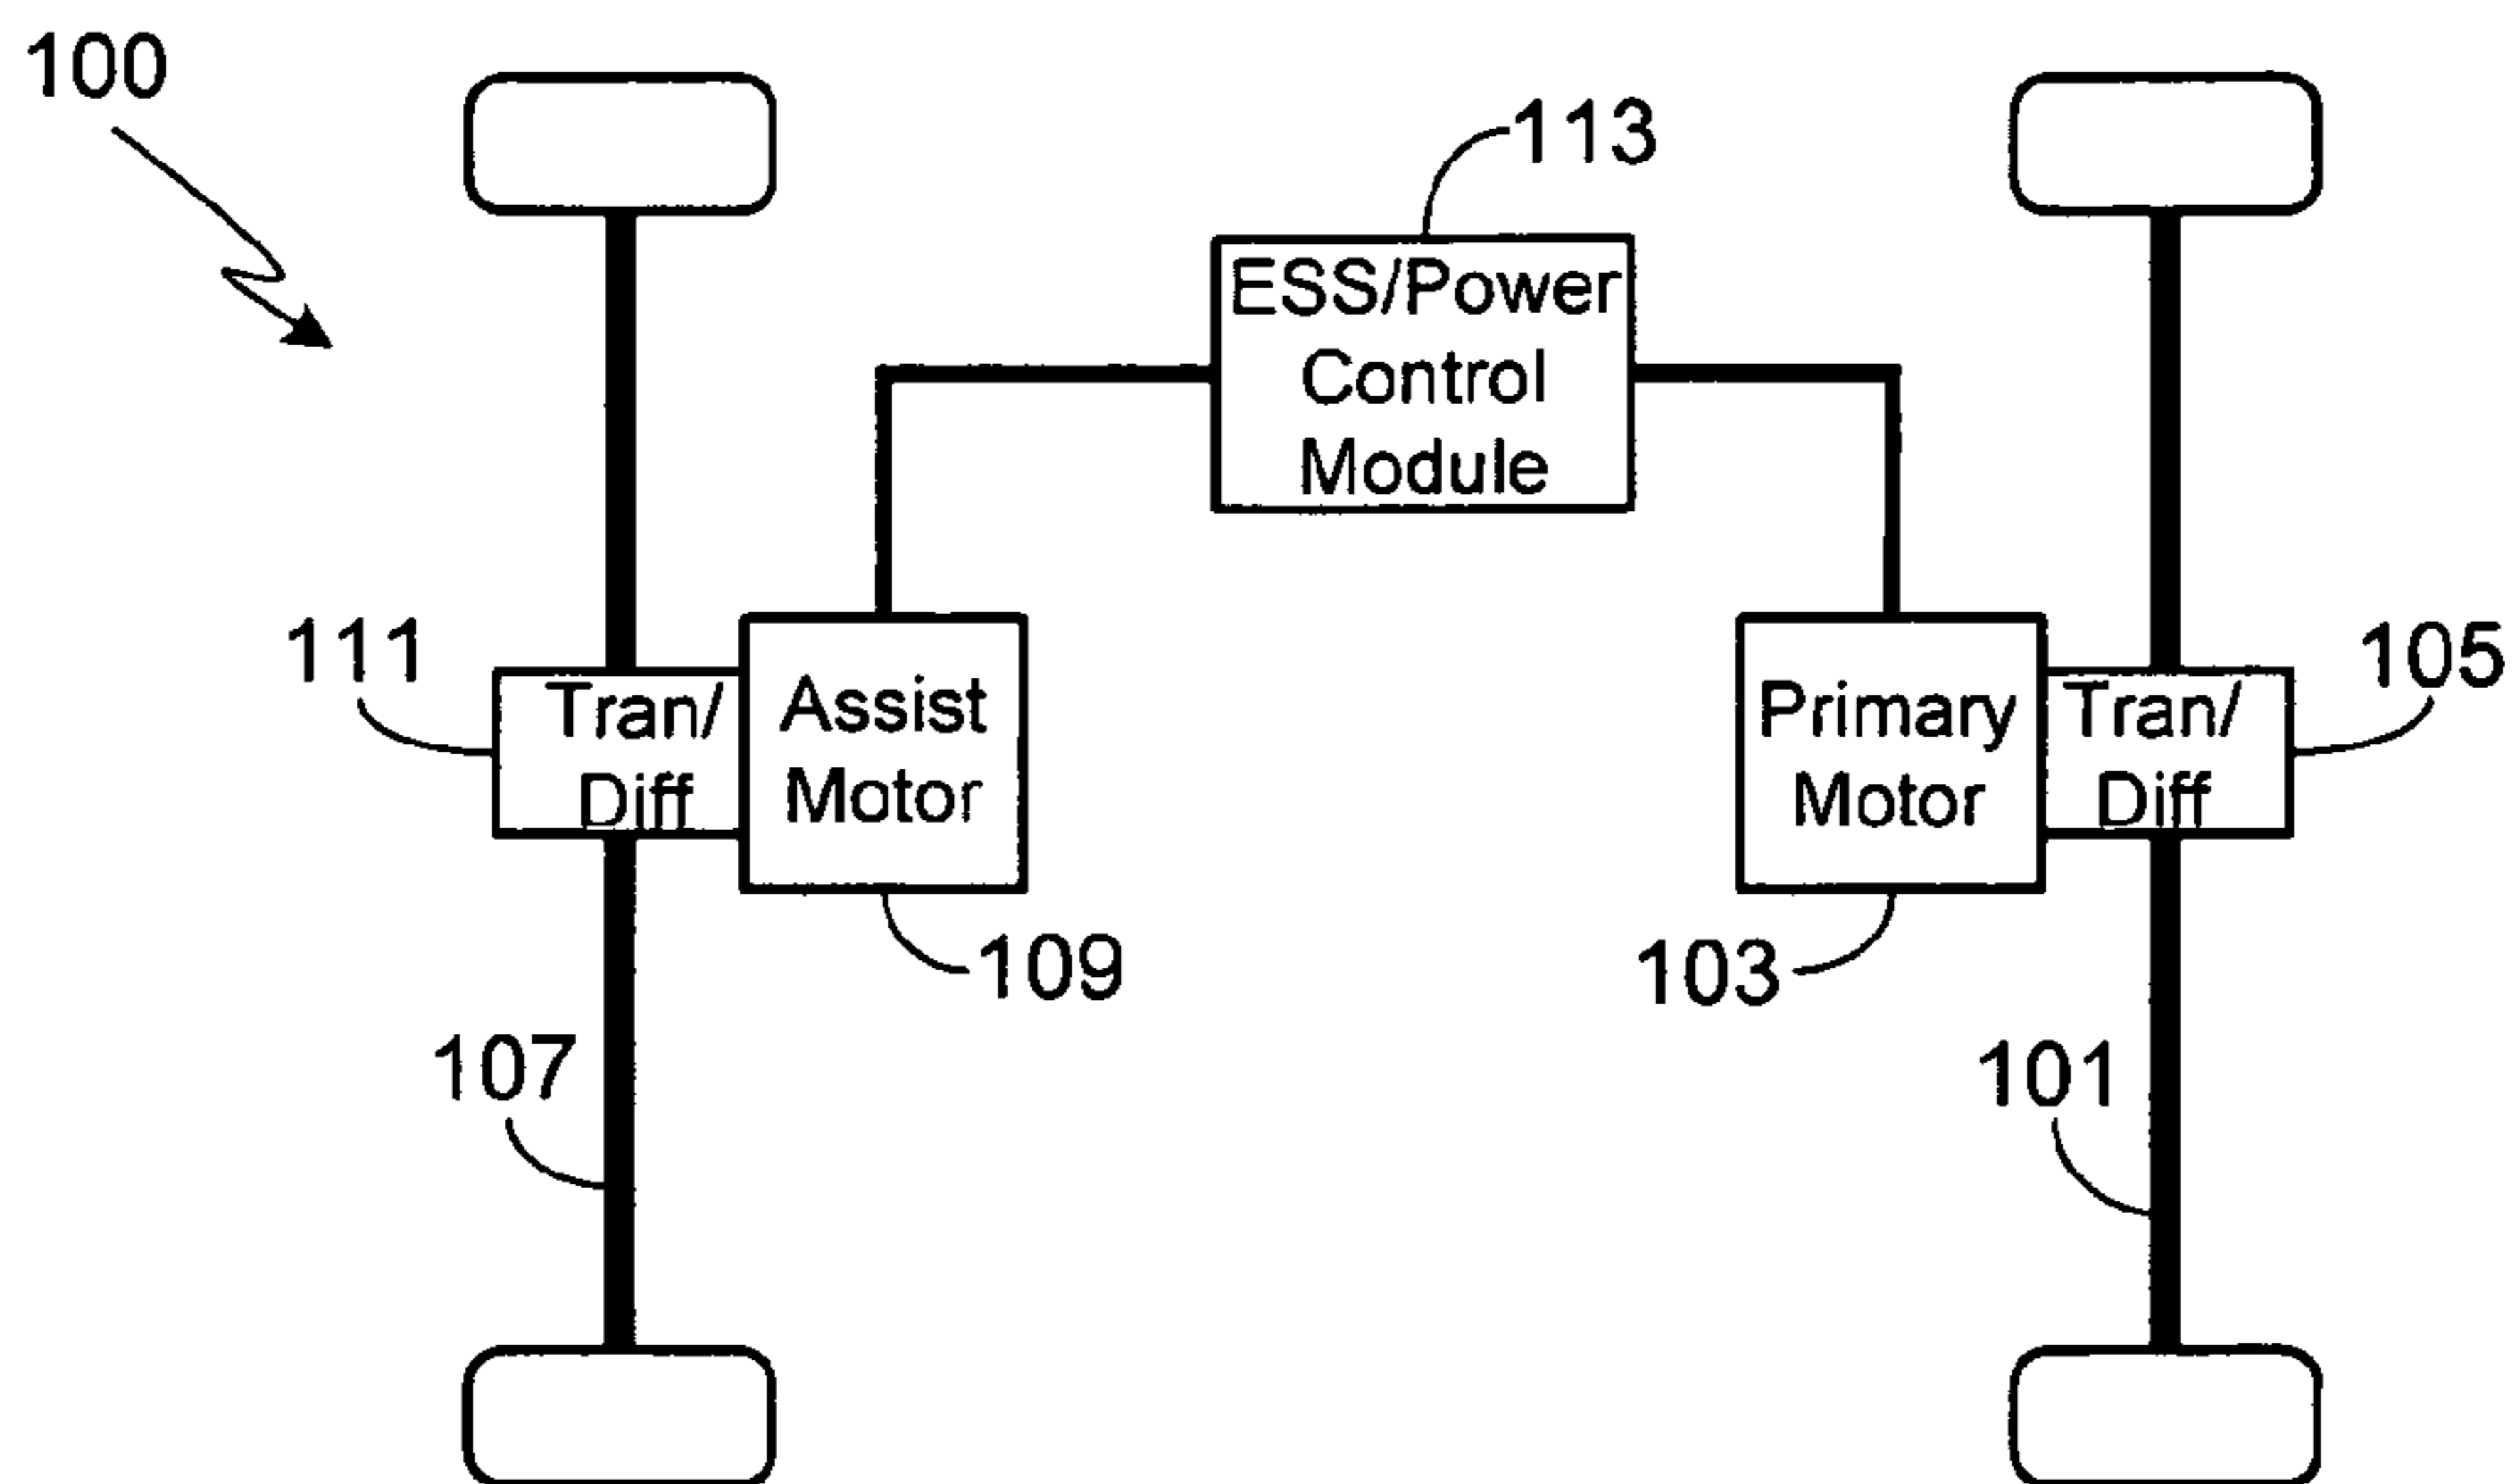 100
113
ESS/Power
Control
Module
111
Tran/
Diff
Assist
Motor
Primary
Motor
Tran/
Diff
105
109
103
107
101